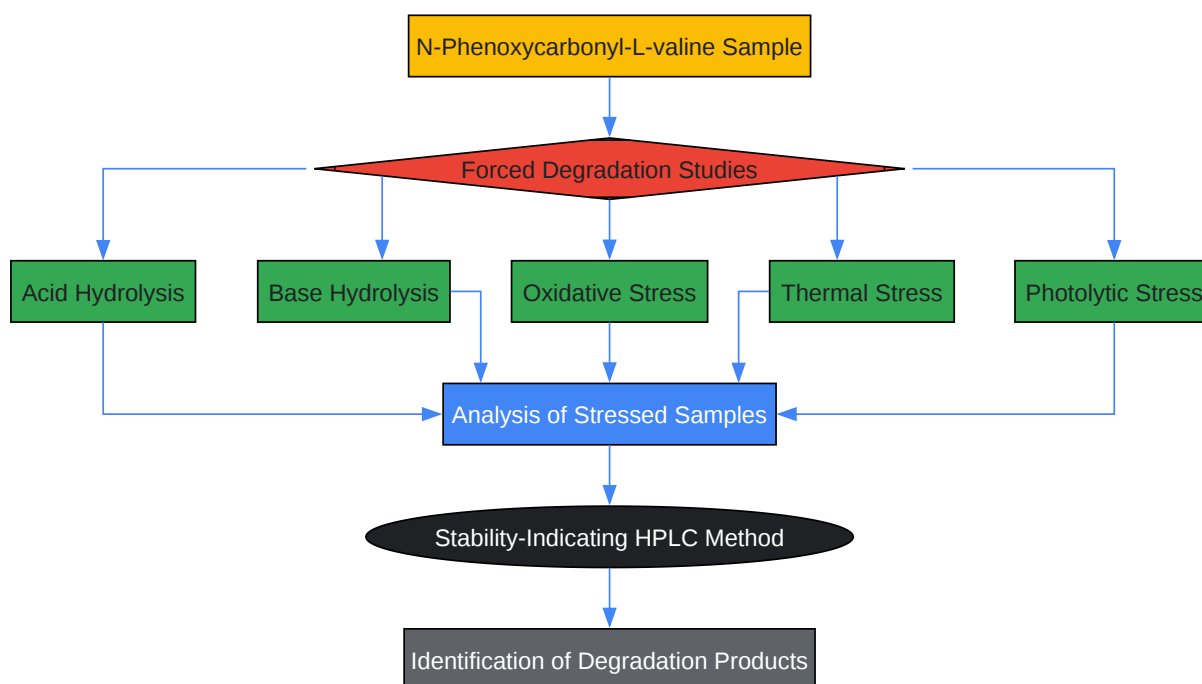 N-Phenoxycarbonyl-L-valine Sample
Forced Degradation Studies
Acid Hydrolysis
Base Hydrolysis
Oxidative Stress
Thermal Stress
Photolytic Stress
Analysis of Stressed Samples
Stability-Indicating HPLC Method
Identification of Degradation Products